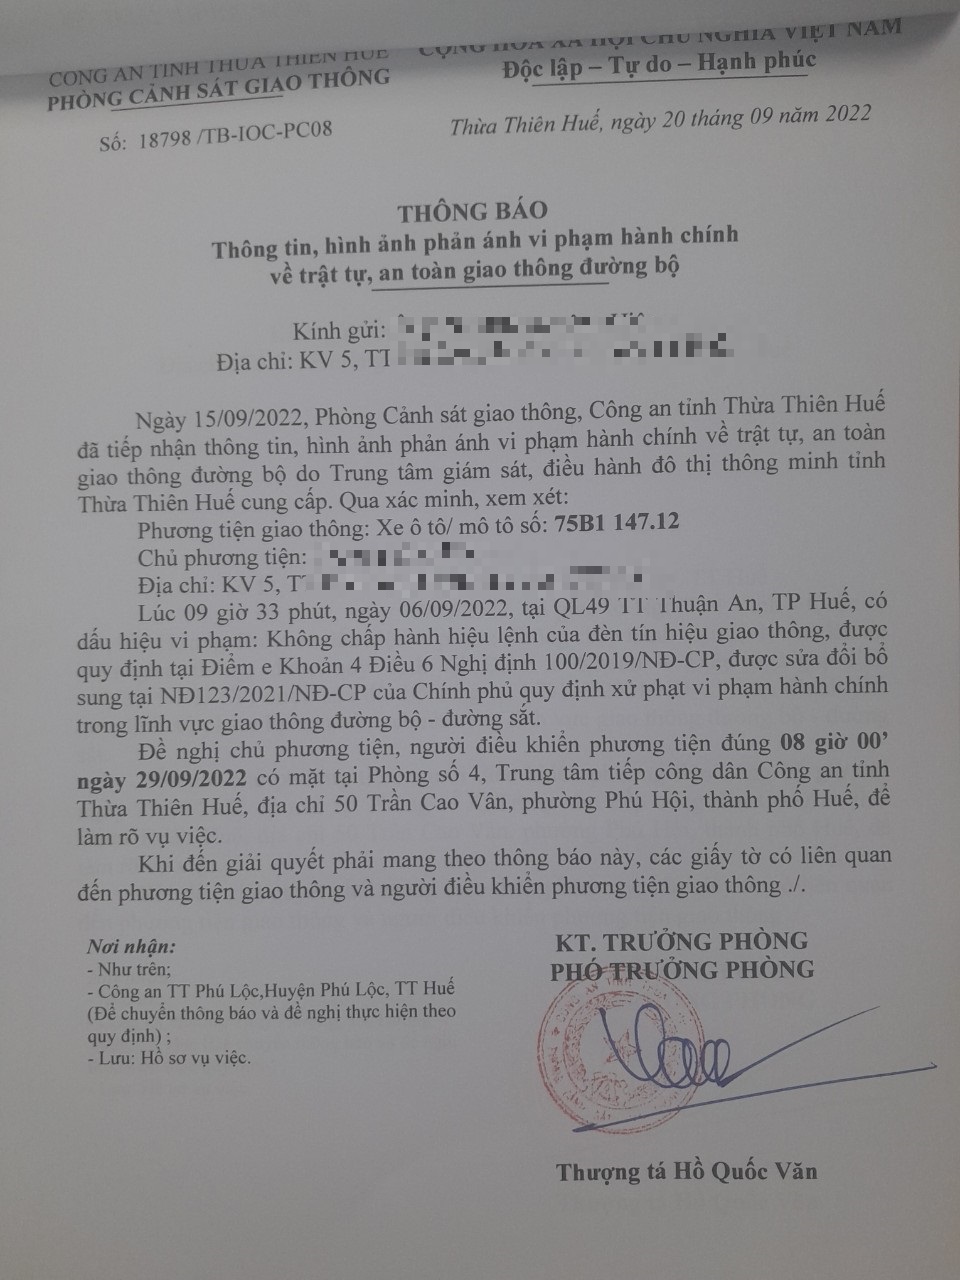 CÔNG AN TỈNH THỪA THIÊN HUẾ
CỘNG HÒA XÃ HỘI CHỦ NGHĨA VIỆT NAM
PHÒNG CẢNH SÁT GIAO THÔNG
Độc lập – Tự do – Hạnh phúc
Số: 18798 /TB-IOC-PC08
Thừa Thiên Huế, ngày 20 tháng 09 năm 2022
THÔNG BÁO
Thông tin, hình ảnh phản ánh vi phạm hành chính
về trật tự, an toàn giao thông đường bộ
Kính gửi:
Địa chỉ: KV 5, TT
Ngày 15/09/2022, Phòng Cảnh sát giao thông, Công an tỉnh Thừa Thiên Huế
đã tiếp nhận thông tin, hình ảnh phản ánh vi phạm hành chính về trật tự, an toàn
giao thông đường bộ do Trung tâm giám sát, điều hành đô thị thông minh tỉnh
Thừa Thiên Huế cung cấp. Qua xác minh, xem xét:
Phương tiện giao thông: Xe ô tô/ mô tô số: 75B1 147.12
Chủ phương tiện:
Địa chỉ: KV 5,
Lúc 09 giờ 33 phút, ngày 06/09/2022, tại QL49 TT Thuận An, TP Huế, có
dấu hiệu vi phạm: Không chấp hành hiệu lệnh của đèn tín hiệu giao thông, được
quy định tại Điểm e Khoản 4 Điều 6 Nghị định 100/2019/NĐ-CP, được sửa đổi bổ
sung tại NĐ123/2021/NĐ-CP của Chính phủ quy định xử phạt vi phạm hành chính
trong lĩnh vực giao thông đường bộ - đường sắt.
Đề nghị chủ phương tiện, người điều khiển phương tiện đúng 08 giờ 00’
ngày 29/09/2022 có mặt tại Phòng số 4, Trung tâm tiếp công dân Công an tỉnh
Thừa Thiên Huế, địa chỉ 50 Trần Cao Vân, phường Phú Hội, thành phố Huế, để
làm rõ vụ việc.
Khi đến giải quyết phải mang theo thông báo này, các giấy tờ có liên quan
đến phương tiện giao thông và người điều khiển phương tiện giao thông ./.
Nơi nhận:
- Như trên;
- Công an TT Phú Lộc,Huyện Phú Lộc, TT Huế
(Để chuyển thông báo và đề nghị thực hiện theo
quy định) ;
- Lưu: Hồ sơ vụ việc.
KT. TRƯỞNG PHÒNG
PHÓ TRƯỞNG PHÒNG
Thượng tá Hồ Quốc Văn